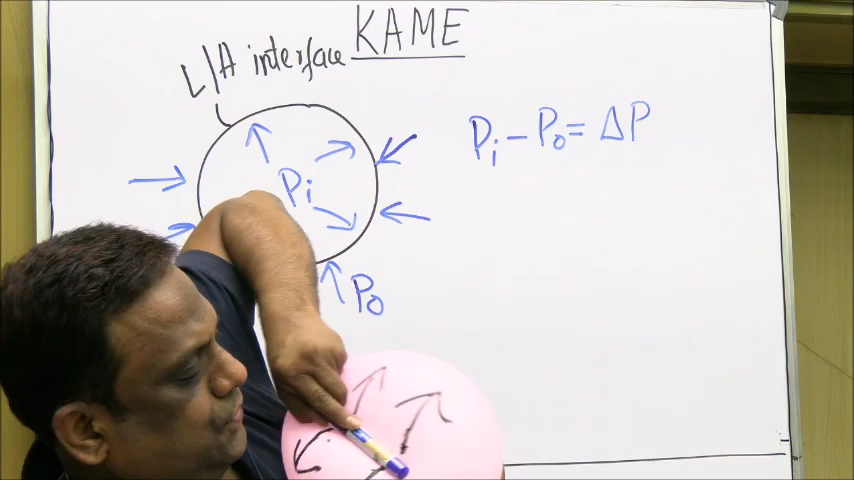 KAME
L/A interface
Pi - Po = ΔP
Pi
Po